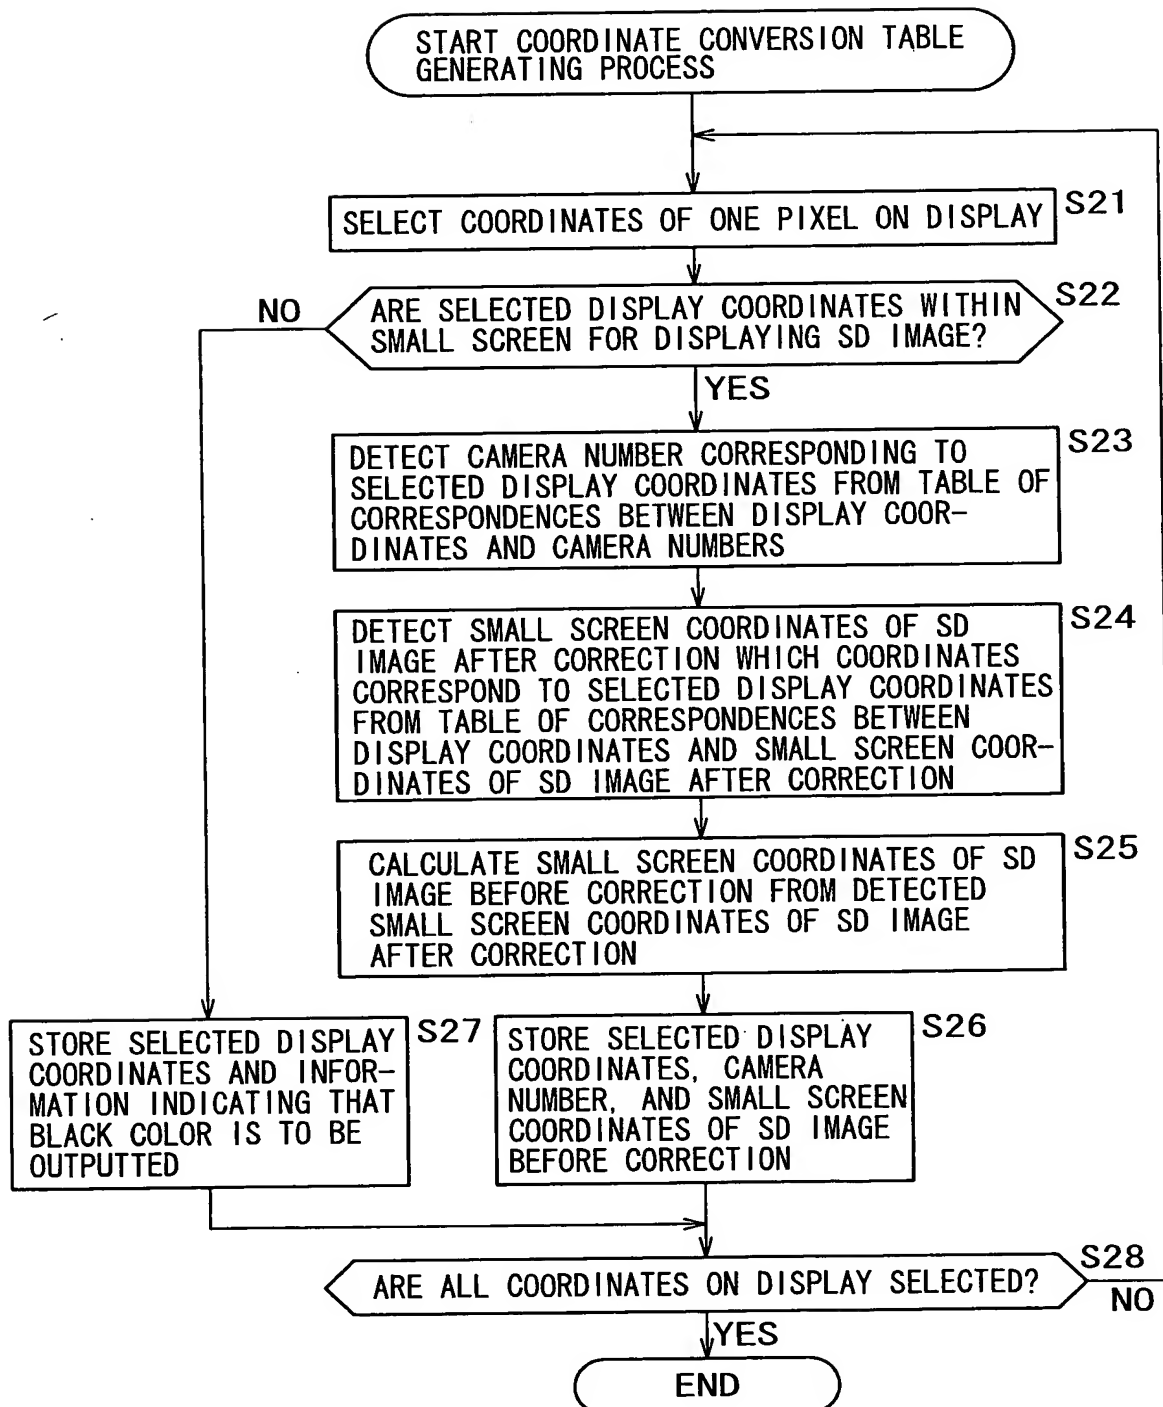 START COORDINATE CONVERSION TABLE
GENERATING PROCESS
SELECT COORDINATES OF ONE PIXEL ON DISPLAY
S21
NO
ARE SELECTED DISPLAY COORDINATES WITHIN
SMALL SCREEN FOR DISPLAYING SD IMAGE?
S22
YES
DETECT CAMERA NUMBER CORRESPONDING TO
SELECTED DISPLAY COORDINATES FROM TABLE OF
CORRESPONDENCES BETWEEN DISPLAY COOR-
DINATES AND CAMERA NUMBERS
S23
DETECT SMALL SCREEN COORDINATES OF SD
IMAGE AFTER CORRECTION WHICH COORDINATES
CORRESPOND TO SELECTED DISPLAY COORDINATES
FROM TABLE OF CORRESPONDENCES BETWEEN
DISPLAY COORDINATES AND SMALL SCREEN COOR-
DINATES OF SD IMAGE AFTER CORRECTION
S24
CALCULATE SMALL SCREEN COORDINATES OF SD
IMAGE BEFORE CORRECTION FROM DETECTED
SMALL SCREEN COORDINATES OF SD IMAGE
AFTER CORRECTION
S25
STORE SELECTED DISPLAY
COORDINATES AND INFOR-
MATION INDICATING THAT
BLACK COLOR IS TO BE
OUTPUTTED
S27
STORE SELECTED DISPLAY
COORDINATES, CAMERA
NUMBER, AND SMALL SCREEN
COORDINATES OF SD IMAGE
BEFORE CORRECTION
S26
ARE ALL COORDINATES ON DISPLAY SELECTED?
S28
NO
YES
END